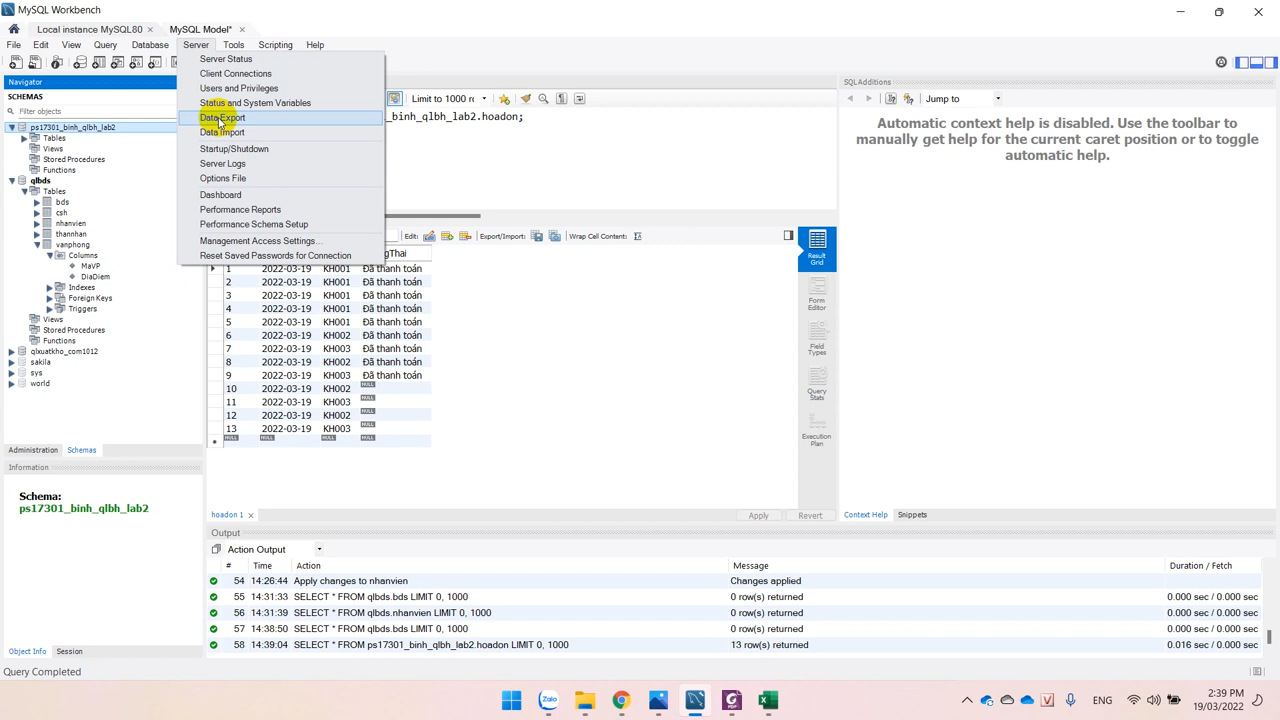 MySQL Workbench
Local instance MySQL80
MySQL Model*
File Edit View Query Database Server Tools Scripting Help
Navigator
SCHEMAS
Filter objects
ps17301_binh_qlbh_lab2
Tables
Views
Stored Procedures
Functions
qlbds
Tables
bds
csh
nhanvien
thannhan
vanphong
Columns
MaVP
DiaDiem
Indexes
Foreign Keys
Triggers
Views
Stored Procedures
Functions
qlxuatkho_com1012
sakila
sys
world
Administration Schemas
Information
Schema:
ps17301_binh_qlbh_lab2
Object Info Session
Query Completed
Server Status
Client Connections
Users and Privileges
Status and System Variables
Data Export
Data Import
Startup/Shutdown
Server Logs
Options File
Dashboard
Performance Reports
Performance Schema Setup
Management Access Settings...
Reset Saved Passwords for Connection
Limit to 1000 r
_binh_qlbh_lab2.hoadon;
Edit: Export/Import: Wrap Cell Content:
gThai
1 2022-03-19 KH001 Đã thanh toán
2 2022-03-19 KH001 Đã thanh toán
3 2022-03-19 KH001 Đã thanh toán
4 2022-03-19 KH001 Đã thanh toán
5 2022-03-19 KH001 Đã thanh toán
6 2022-03-19 KH002 Đã thanh toán
7 2022-03-19 KH003 Đã thanh toán
8 2022-03-19 KH002 Đã thanh toán
9 2022-03-19 KH003 Đã thanh toán
10 2022-03-19 KH002 NULL
11 2022-03-19 KH003 NULL
12 2022-03-19 KH002 NULL
13 2022-03-19 KH003 NULL
NULL NULL NULL NULL
Result Grid
Form Editor
Field Types
Query Stats
Execution Plan
hoadon 1
Apply Revert
SQLAdditions
Jump to
Automatic context help is disabled. Use the toolbar to
manually get help for the current caret position or to toggle
automatic help.
Context Help Snippets
Output
Action Output
# Time Action Message Duration / Fetch
54 14:26:44 Apply changes to nhanvien Changes applied
55 14:31:33 SELECT * FROM qlbds.bds LIMIT 0, 1000 0 row(s) returned 0.000 sec / 0.000 sec
56 14:31:39 SELECT * FROM qlbds.nhanvien LIMIT 0, 1000 0 row(s) returned 0.000 sec / 0.000 sec
57 14:38:50 SELECT * FROM qlbds.bds LIMIT 0, 1000 0 row(s) returned 0.000 sec / 0.000 sec
58 14:39:04 SELECT * FROM ps17301_binh_qlbh_lab2.hoadon LIMIT 0, 1000 13 row(s) returned 0.016 sec / 0.000 sec
Zalo
PDF
ENG
2:39 PM
19/03/2022